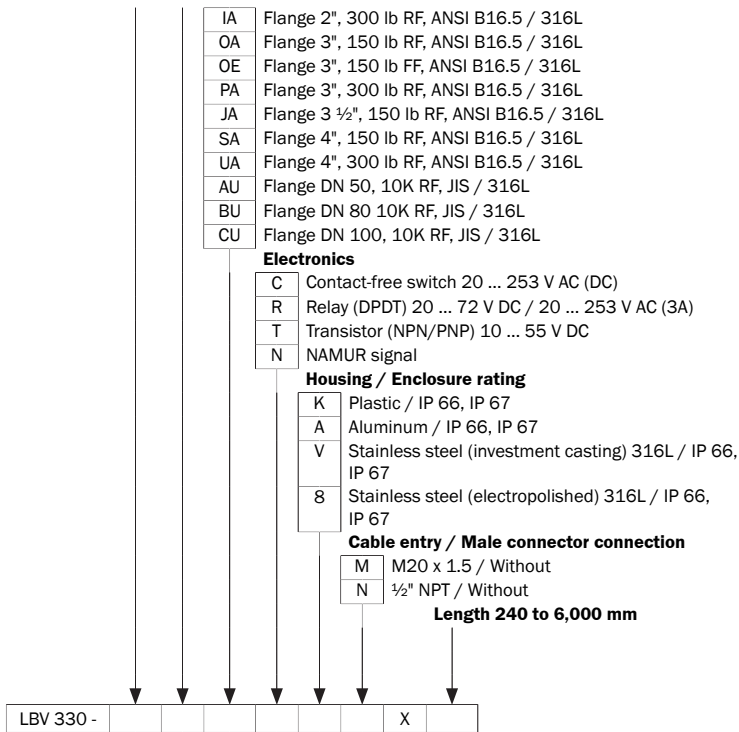 IA Flange 2", 300 lb RF, ANSI B16.5 / 316L
OA Flange 3", 150 lb RF, ANSI B16.5 / 316L
OE Flange 3", 150 lb FF, ANSI B16.5 / 316L
PA Flange 3", 300 lb RF, ANSI B16.5 / 316L
JA Flange 3 ½", 150 lb RF, ANSI B16.5 / 316L
SA Flange 4", 150 lb RF, ANSI B16.5 / 316L
UA Flange 4", 300 lb RF, ANSI B16.5 / 316L
AU Flange DN 50, 10K RF, JIS / 316L
BU Flange DN 80 10K RF, JIS / 316L
CU Flange DN 100, 10K RF, JIS / 316L
Electronics
C Contact-free switch 20 ... 253 V AC (DC)
R Relay (DPDT) 20 ... 72 V DC / 20 ... 253 V AC (3A)
T Transistor (NPN/PNP) 10 ... 55 V DC
N NAMUR signal
Housing / Enclosure rating
K Plastic / IP 66, IP 67
A Aluminum / IP 66, IP 67
V Stainless steel (investment casting) 316L / IP 66,
IP 67
8 Stainless steel (electropolished) 316L / IP 66,
IP 67
Cable entry / Male connector connection
M M20 x 1.5 / Without
N ½" NPT / Without
Length 240 to 6,000 mm
LBV 330 - X